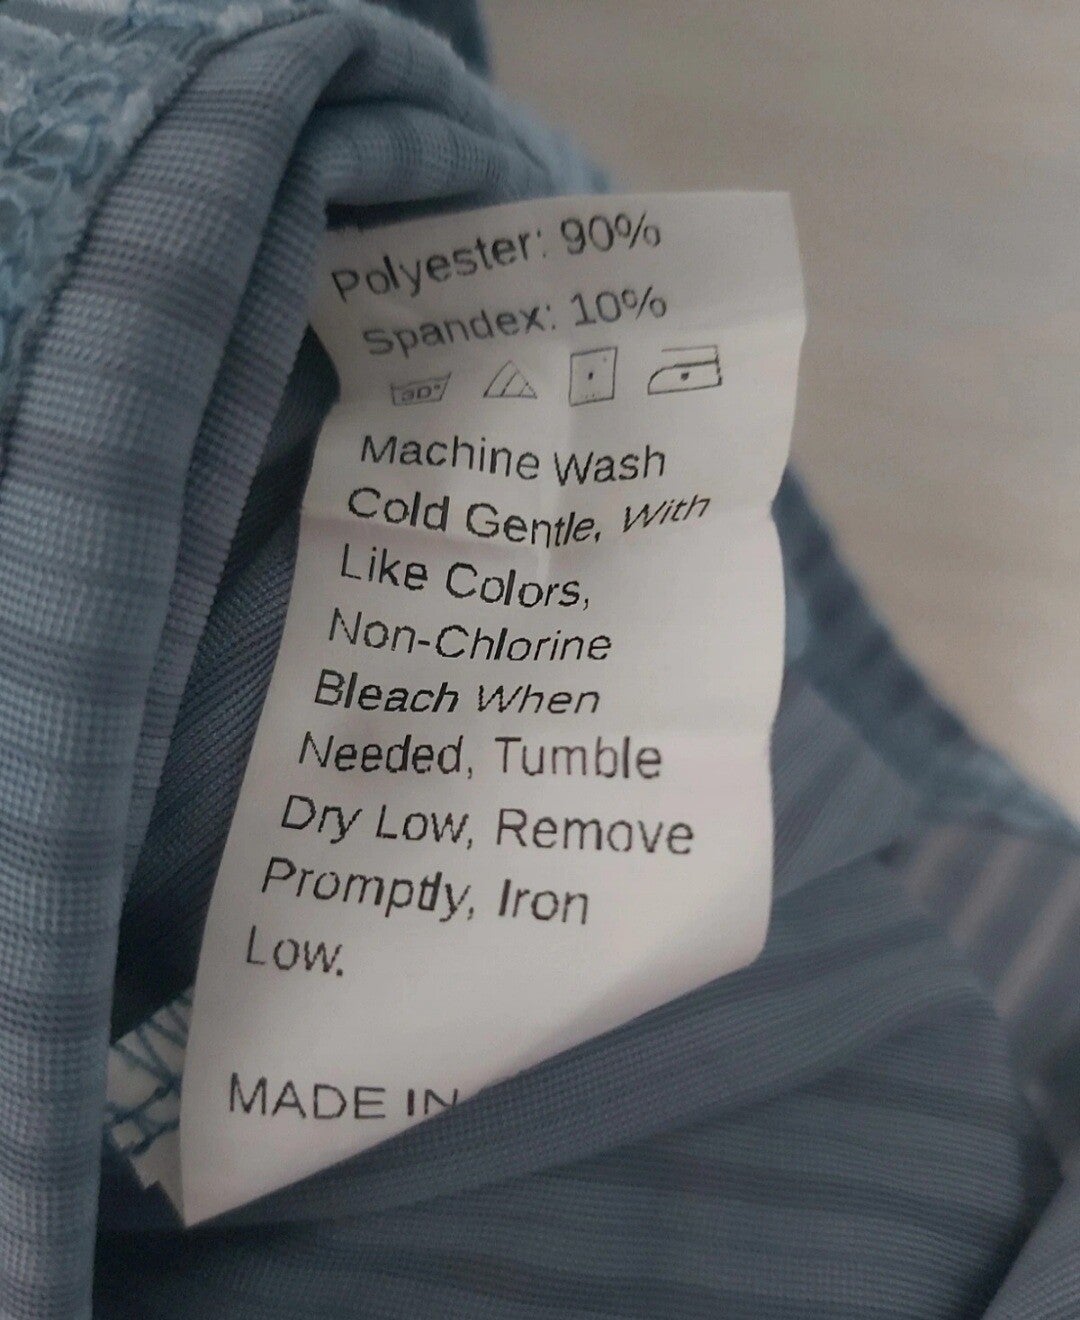 Polyester: 90%
Spandex: 10%
30°
Machine Wash
Cold Gentle, With
Like Colors,
Non-Chlorine
Bleach When
Needed, Tumble
Dry Low, Remove
Promptly, Iron
Low.
MADE IN